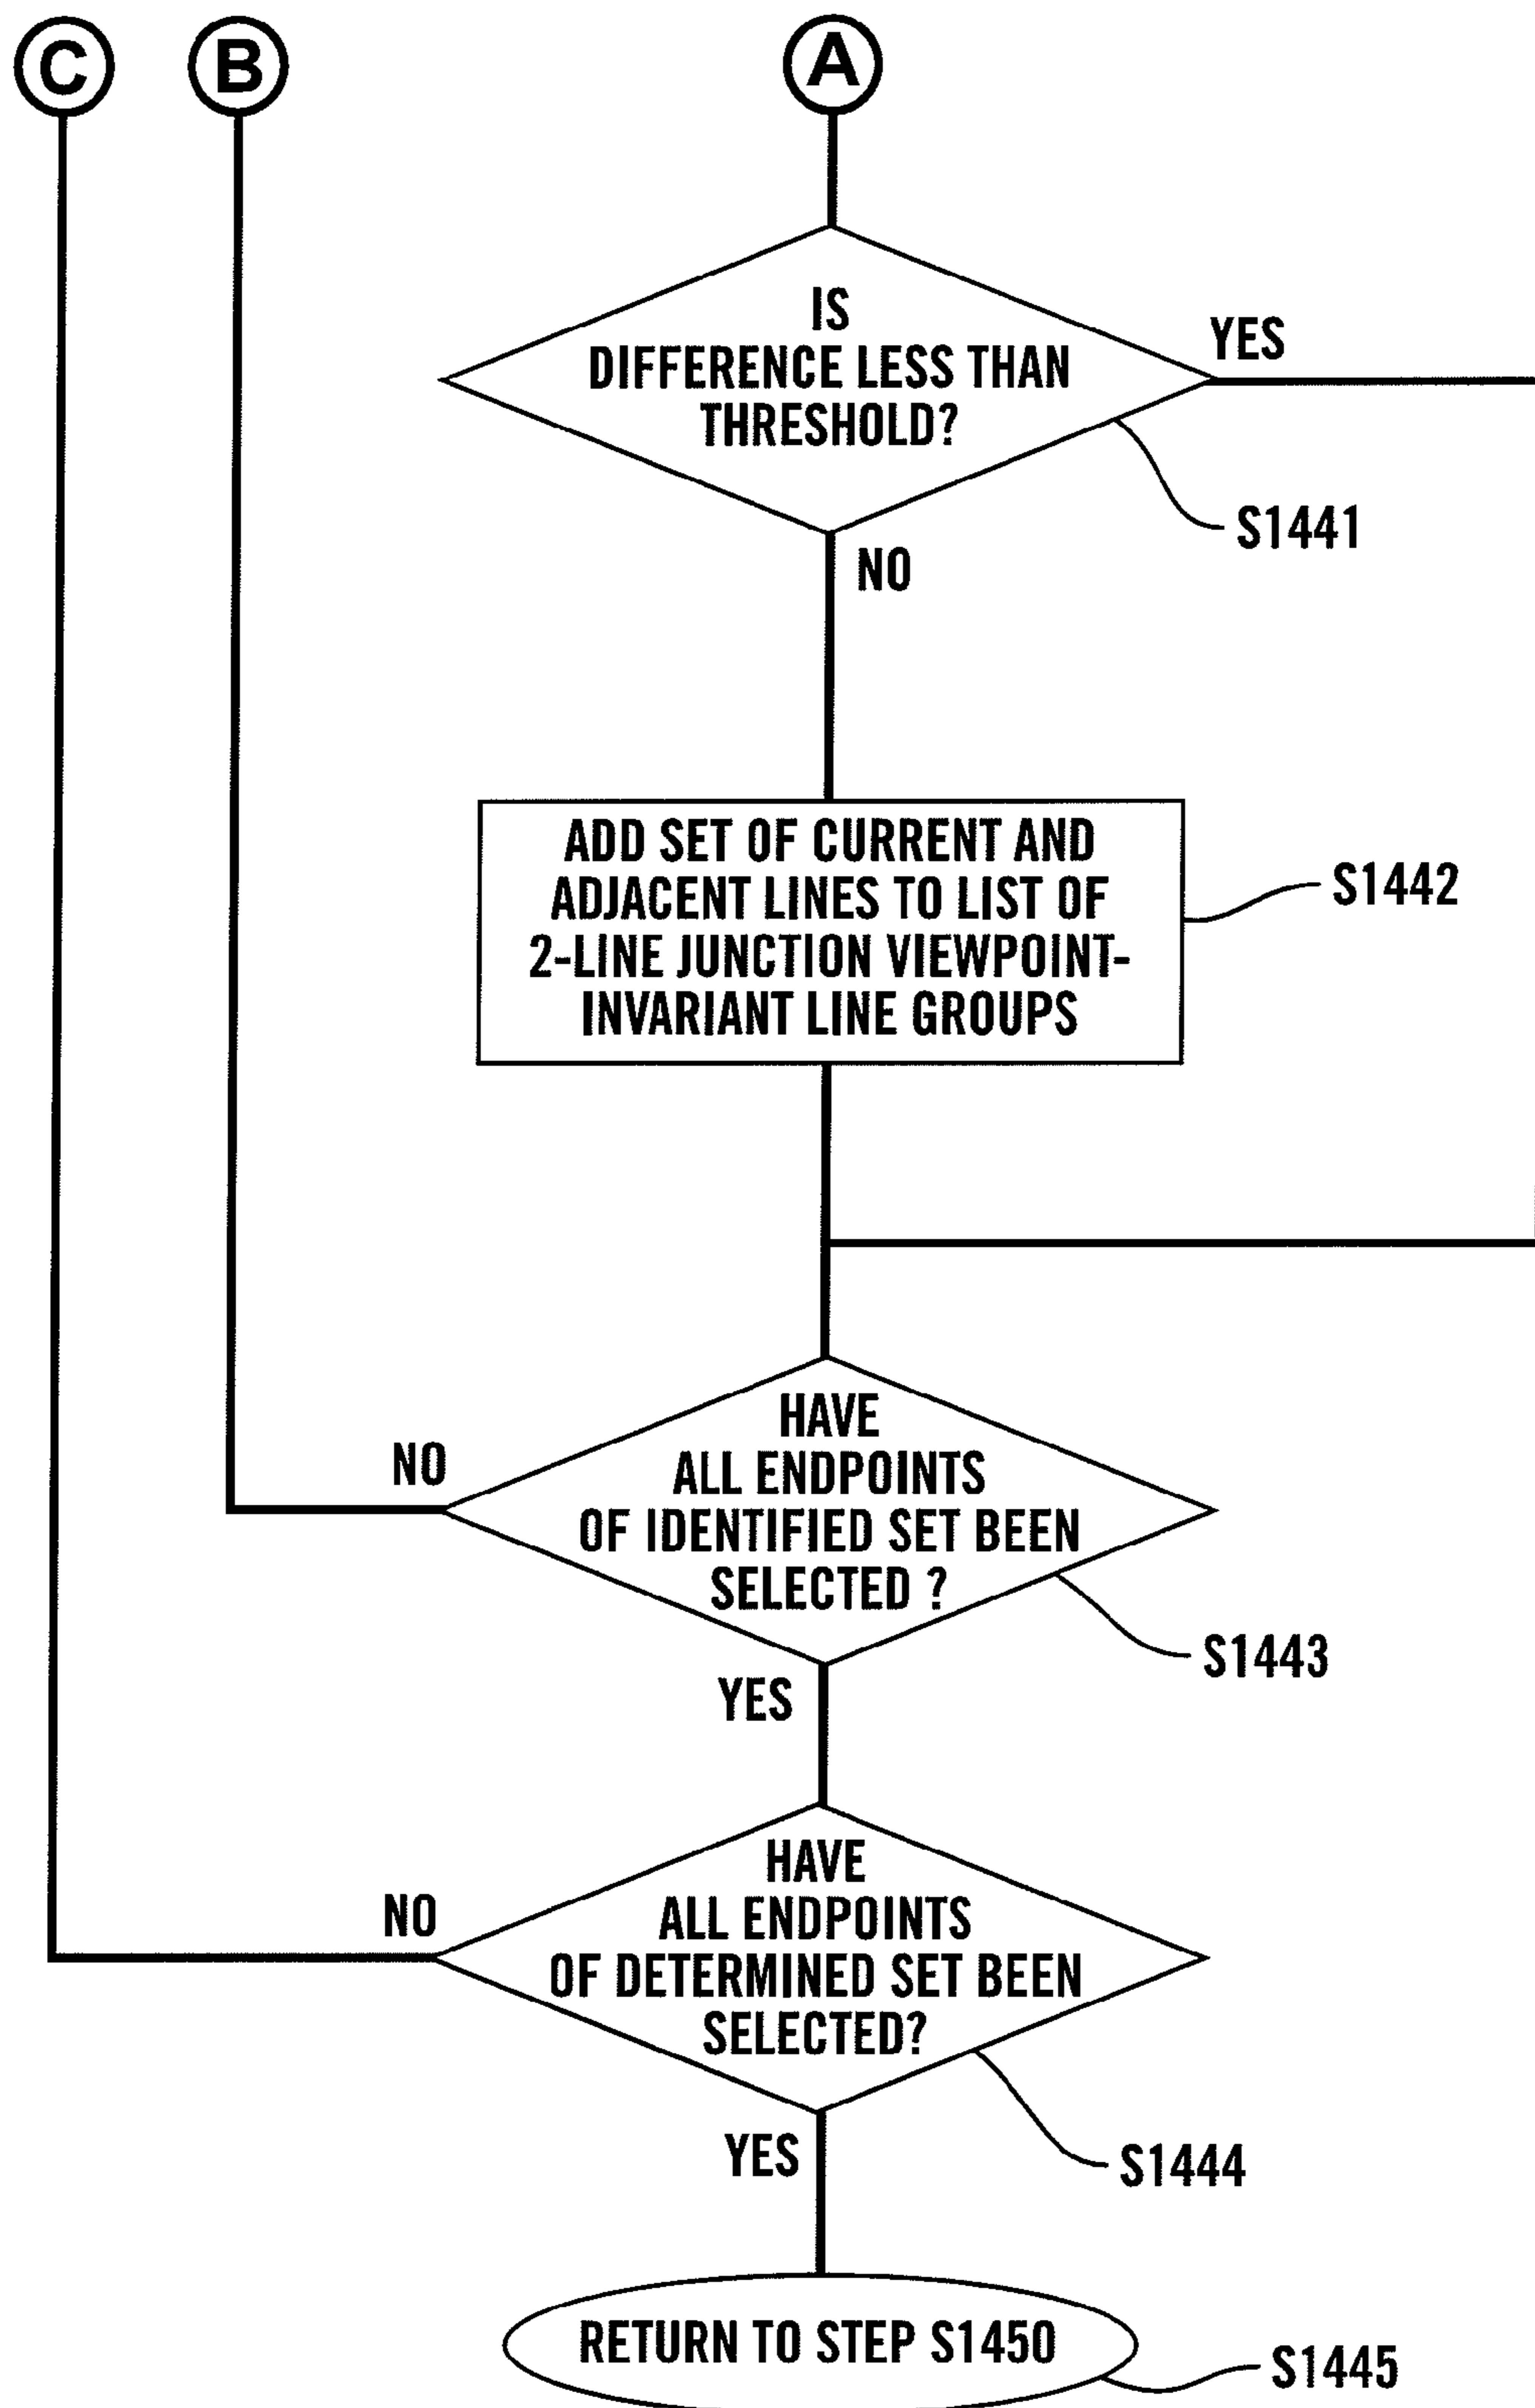 C
B
A
IS
DIFFERENCE LESS THAN
THRESHOLD?
YES
S1441
NO
ADD SET OF CURRENT AND
ADJACENT LINES TO LIST OF
2-LINE JUNCTION VIEWPOINT-
INVARIANT LINE GROUPS
S1442
HAVE
ALL ENDPOINTS
OF IDENTIFIED SET BEEN
SELECTED ?
NO
S1443
YES
HAVE
ALL ENDPOINTS
OF DETERMINED SET BEEN
SELECTED?
NO
S1444
YES
RETURN TO STEP S1450
S1445